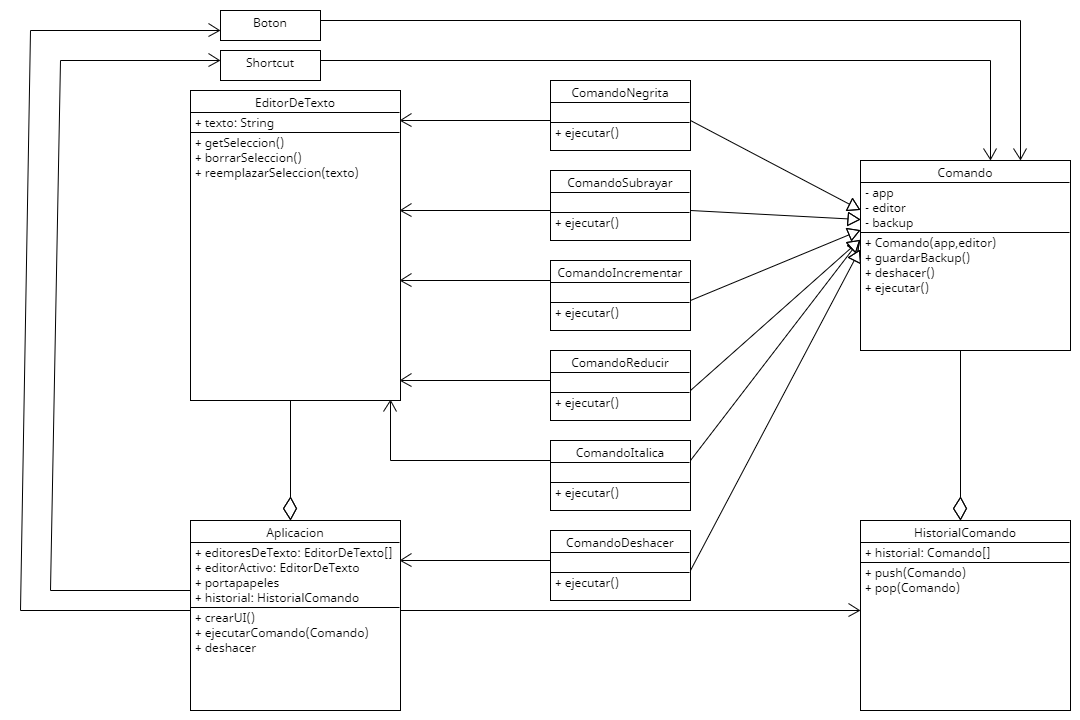 Boton
Shortcut
EditorDeTexto
+ texto: String
+ getSeleccion()
+ borrarSeleccion()
+ reemplazarSeleccion(texto)
ComandoNegrita
+ ejecutar()
ComandoSubrayar
+ ejecutar()
ComandoIncrementar
+ ejecutar()
ComandoReducir
+ ejecutar()
ComandoItalica
+ ejecutar()
ComandoDeshacer
+ ejecutar()
Comando
- app
- editor
- backup
+ Comando(app,editor)
+ guardarBackup()
+ deshacer()
+ ejecutar()
Aplicacion
+ editoresDeTexto: EditorDeTexto[]
+ editorActivo: EditorDeTexto
+ portapapeles
+ historial: HistorialComando
+ crearUI()
+ ejecutarComando(Comando)
+ deshacer
HistorialComando
+ historial: Comando[]
+ push(Comando)
+ pop(Comando)